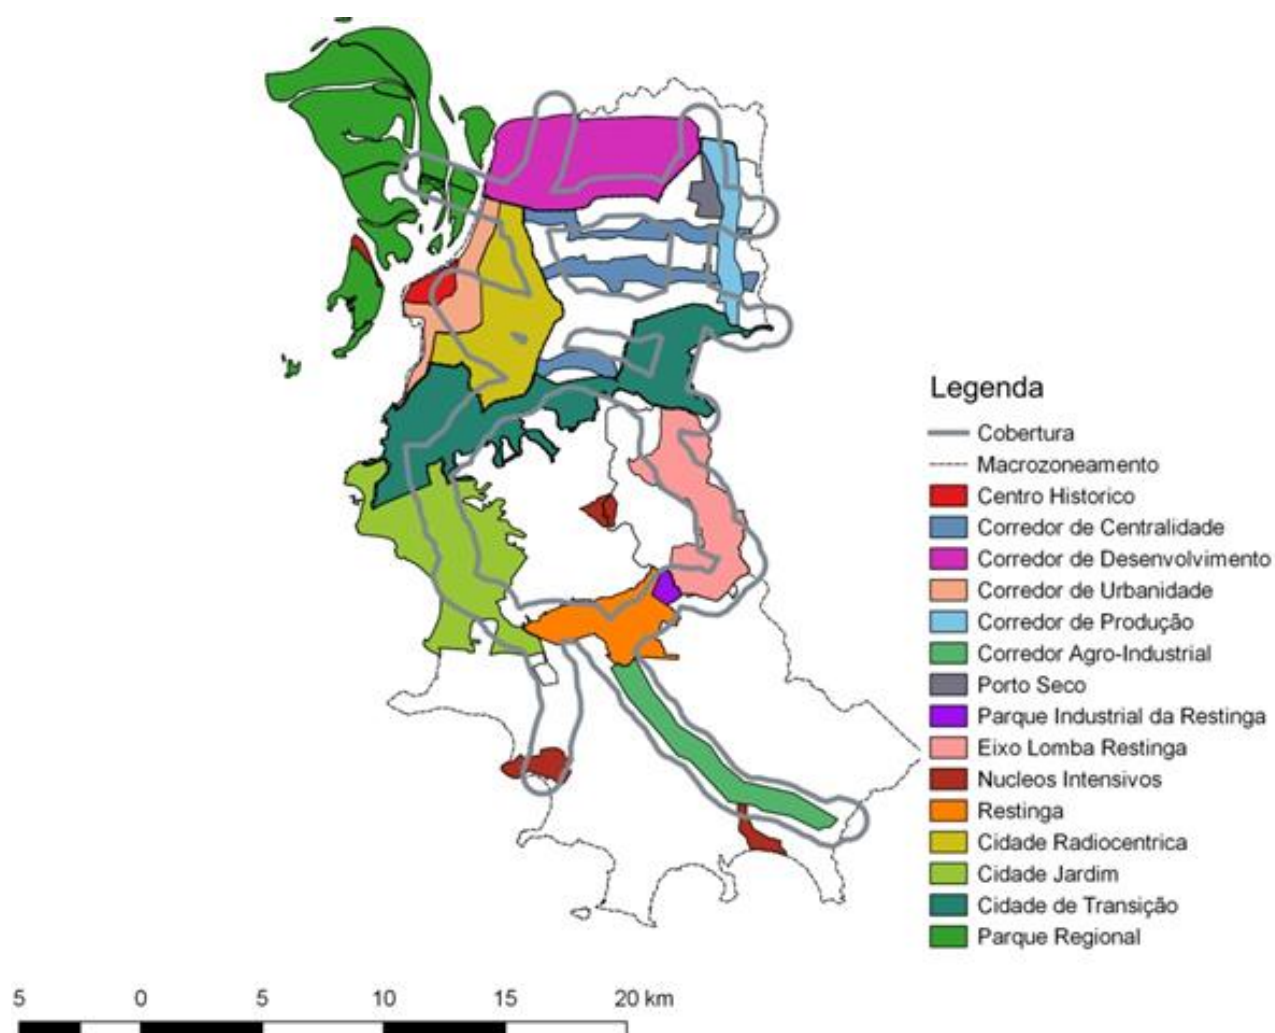 Legenda
Cobertura
Macrozoneamento
Centro Historico
Corredor de Centralidade
Corredor de Desenvolvimento
Corredor de Urbanidade
Corredor de Produção
Corredor Agro-Industrial
Porto Seco
Parque Industrial da Restinga
Eixo Lomba Restinga
Nucleos Intensivos
Restinga
Cidade Radiocentrica
Cidade Jardim
Cidade de Transição
Parque Regional
5 0 5 10 15 20 km